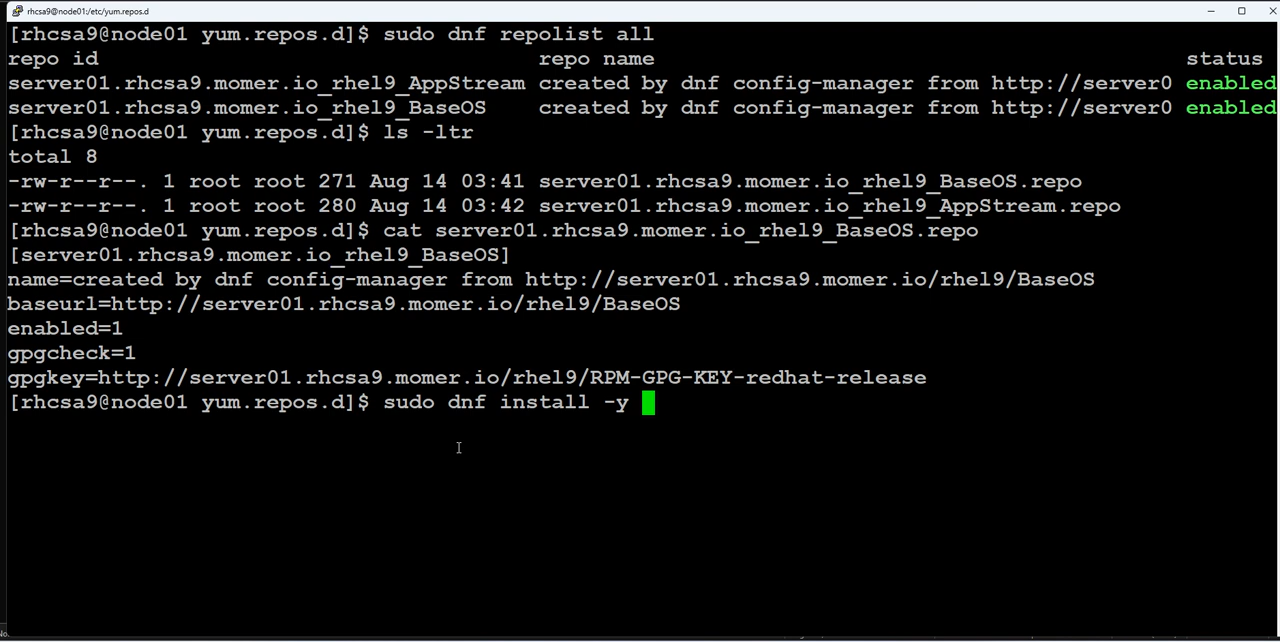 rhcsa9@node01:/etc/yum.repos.d
[rhcsa9@node01 yum.repos.d]$ sudo dnf repolist all
repo id repo name status
server01.rhcsa9.momer.io_rhel9_AppStream created by dnf config-manager from http://server0 enabled
server01.rhcsa9.momer.io_rhel9_BaseOS created by dnf config-manager from http://server0 enabled
[rhcsa9@node01 yum.repos.d]$ ls -ltr
total 8
-rw-r--r--. 1 root root 271 Aug 14 03:41 server01.rhcsa9.momer.io_rhel9_BaseOS.repo
-rw-r--r--. 1 root root 280 Aug 14 03:42 server01.rhcsa9.momer.io_rhel9_AppStream.repo
[rhcsa9@node01 yum.repos.d]$ cat server01.rhcsa9.momer.io_rhel9_BaseOS.repo
[server01.rhcsa9.momer.io_rhel9_BaseOS]
name=created by dnf config-manager from http://server01.rhcsa9.momer.io/rhel9/BaseOS
baseurl=http://server01.rhcsa9.momer.io/rhel9/BaseOS
enabled=1
gpgcheck=1
gpgkey=http://server01.rhcsa9.momer.io/rhel9/RPM-GPG-KEY-redhat-release
[rhcsa9@node01 yum.repos.d]$ sudo dnf install -y